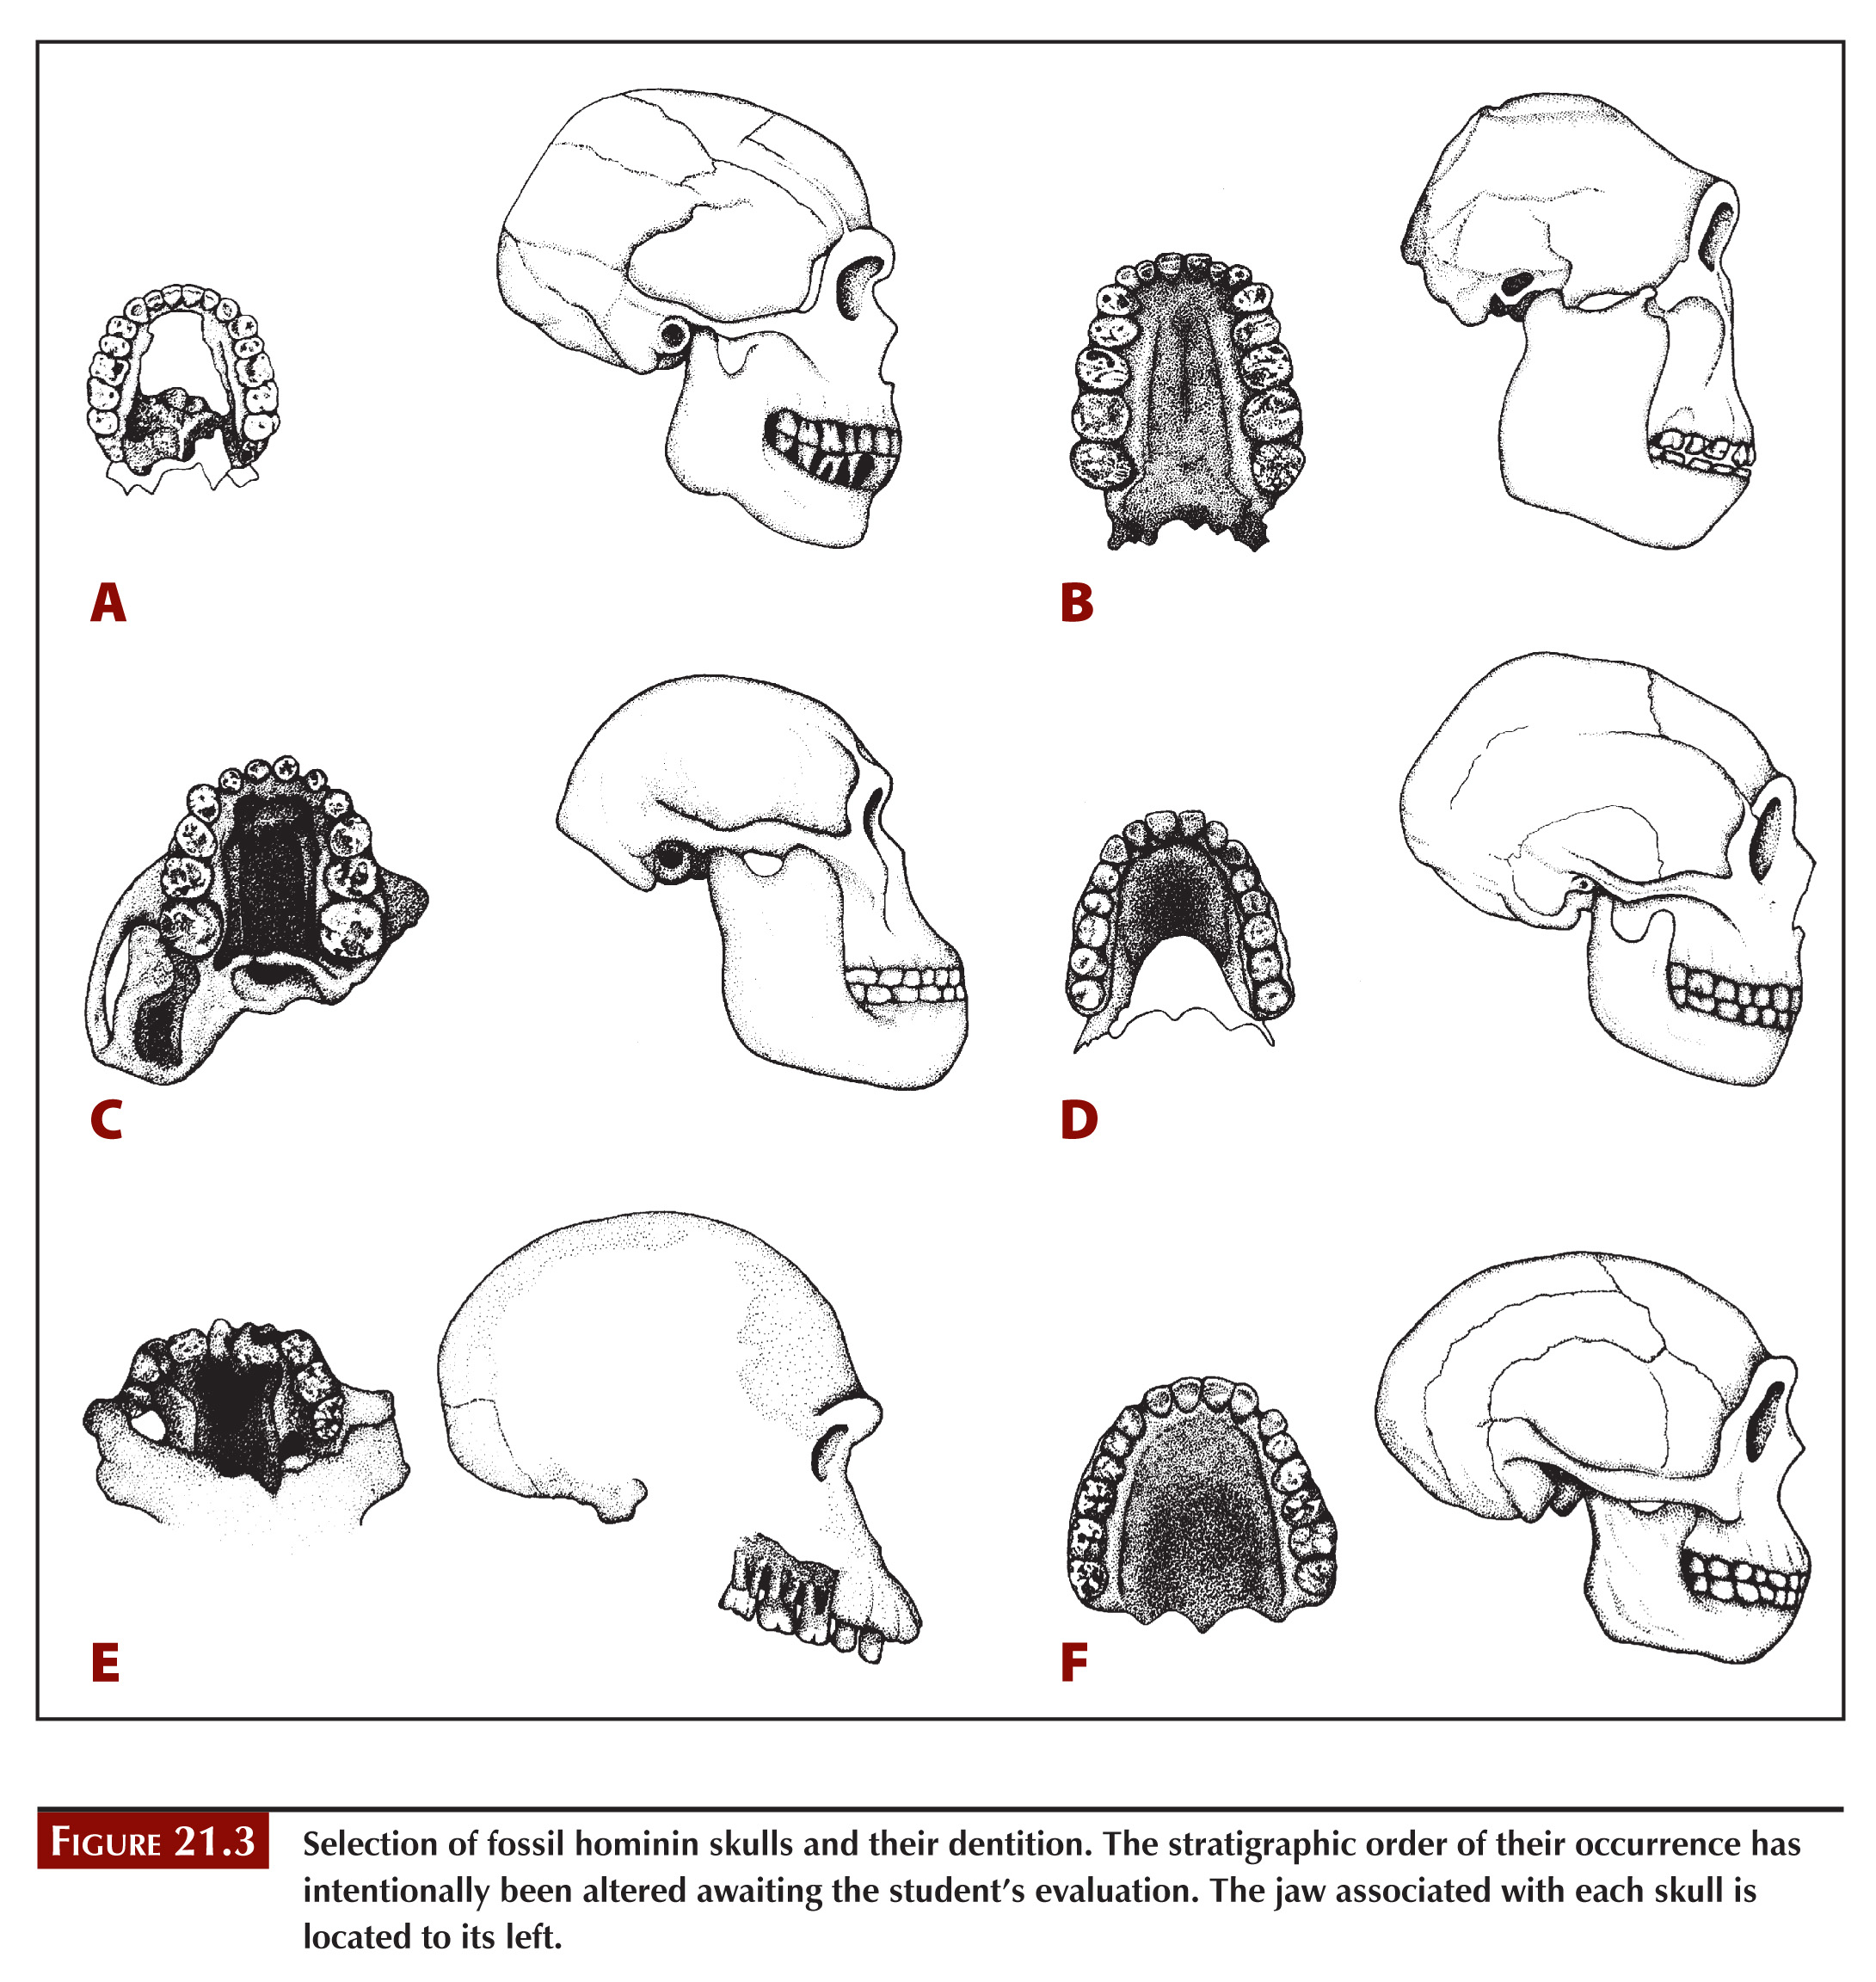 A
B
C
D
E
F
FIGURE 21.3
Selection of fossil hominin skulls and their dentition. The stratigraphic order of their occurrence has
intentionally been altered awaiting the student’s evaluation. The jaw associated with each skull is
located to its left.